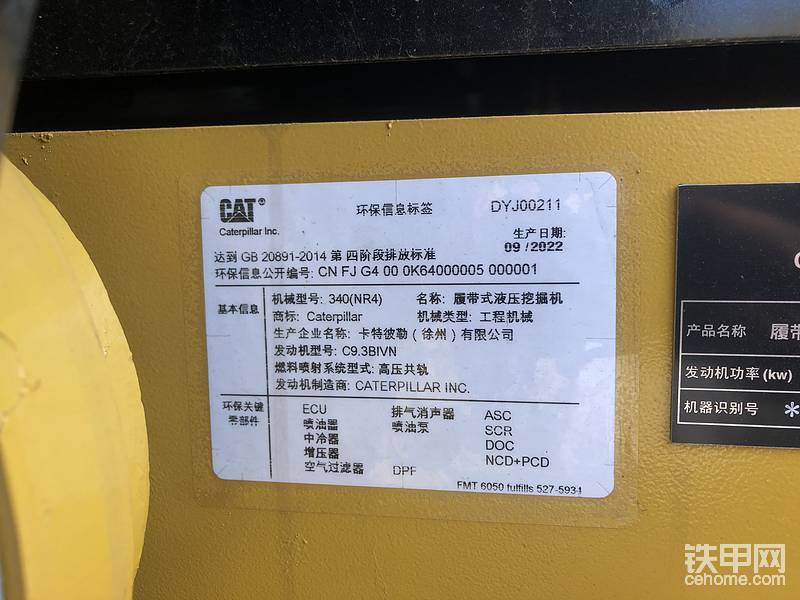 CAT®
Caterpillar Inc.
环保信息标签
DYJ00211
生产日期:
09 /2022
达到 GB 20891-2014 第 四阶段排放标准
环保信息公开编号: CN FJ G4 00 0K64000005 000001
基本信息
机械型号: 340(NR4) 名称: 履带式液压挖掘机
商标: Caterpillar 机械类型: 工程机械
生产企业名称: 卡特彼勒（徐州）有限公司
发动机型号: C9.3BIVN
燃料喷射系统型式: 高压共轨
发动机制造商: CATERPILLAR INC.
环保关键
零部件
ECU 排气消声器 ASC
喷油器 喷油泵 SCR
中冷器 DOC
增压器 NCD+PCD
空气过滤器 DPF
FMT 6050 fulfills 527-5934
产品名称 履带
发动机功率(kw)
机器识别号 *
铁甲网
cehome.com